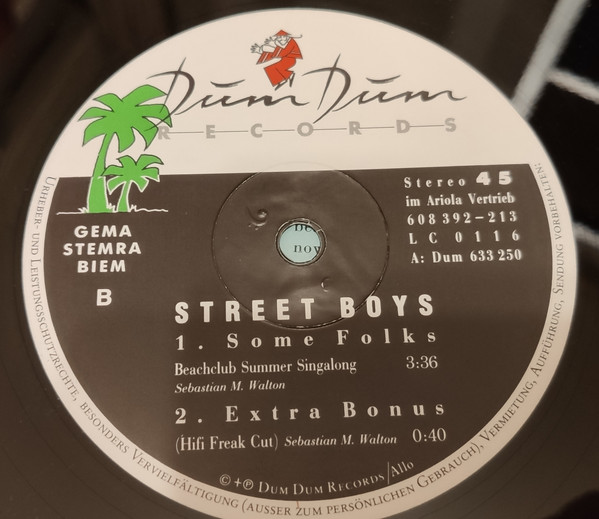 Dum Dum
RECORDS
Stereo 45
im Ariola Vertrieb
608 392-213
LC 0116
A: Dum 633 250
GEMA
STEMRA
BIEM
B
STREET BOYS
1. Some Folks
Beachclub Summer Singalong 3:36
Sebastian M. Walton
2. Extra Bonus
(Hifi Freak Cut) Sebastian M. Walton 0:40
©+℗ DUM DUM RECORDS/Allo
URHEBER- UND LEISTUNGSSCHUTZRECHTE, BESONDERS VERVIELFÄLTIGUNG (AUSSER ZUM PERSÖNLICHEN GEBRAUCH), VERMIETUNG, AUFFÜHRUNG, SENDUNG VORBEHALTEN:
nov